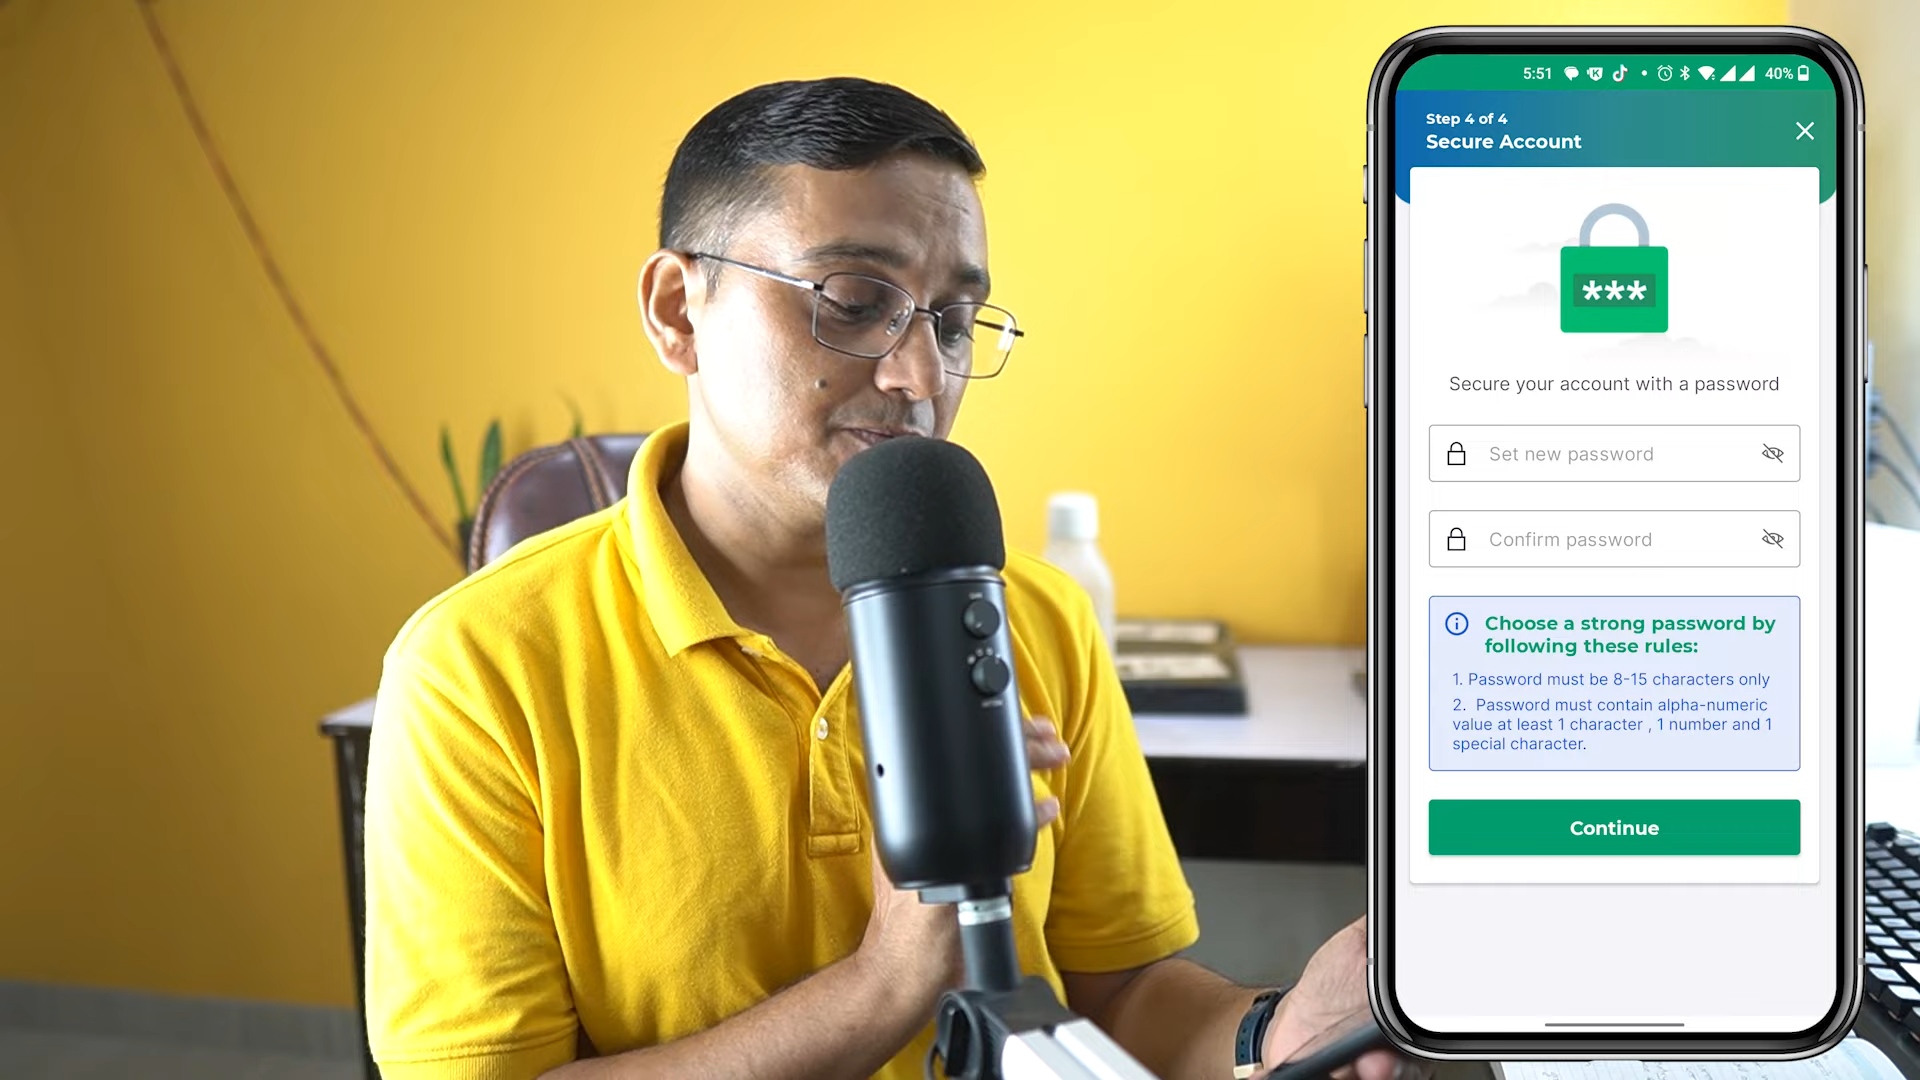 5:51
40%
Step 4 of 4
Secure Account
***
Secure your account with a password
Set new password
Confirm password
Choose a strong password by
following these rules:
1. Password must be 8-15 characters only
2. Password must contain alpha-numeric
value at least 1 character , 1 number and 1
special character.
Continue